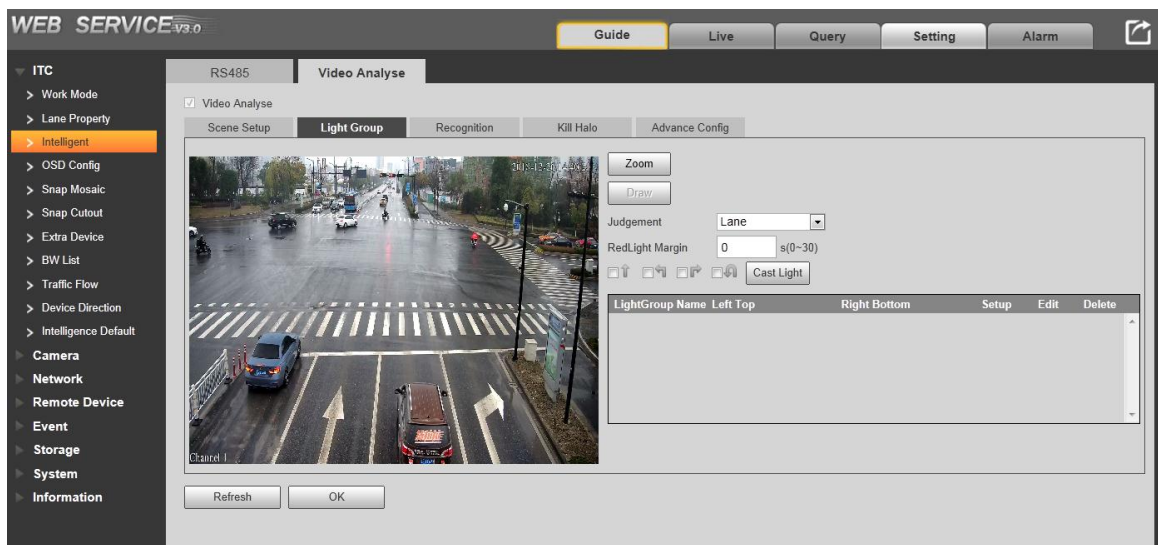 WEB SERVICE V3.0
Guide Live Query Setting Alarm
ITC
Work Mode
Lane Property
Intelligent
OSD Config
Snap Mosaic
Snap Cutout
Extra Device
BW List
Traffic Flow
Device Direction
Intelligence Default
Camera
Network
Remote Device
Event
Storage
System
Information
RS485 Video Analyse
Video Analyse
Scene Setup Light Group Recognition Kill Halo Advance Config
Channel 1
Zoom
Draw
Judgement Lane
RedLight Margin 0 s(0~30)
Cast Light
LightGroup Name Left Top Right Bottom Setup Edit Delete
Refresh OK